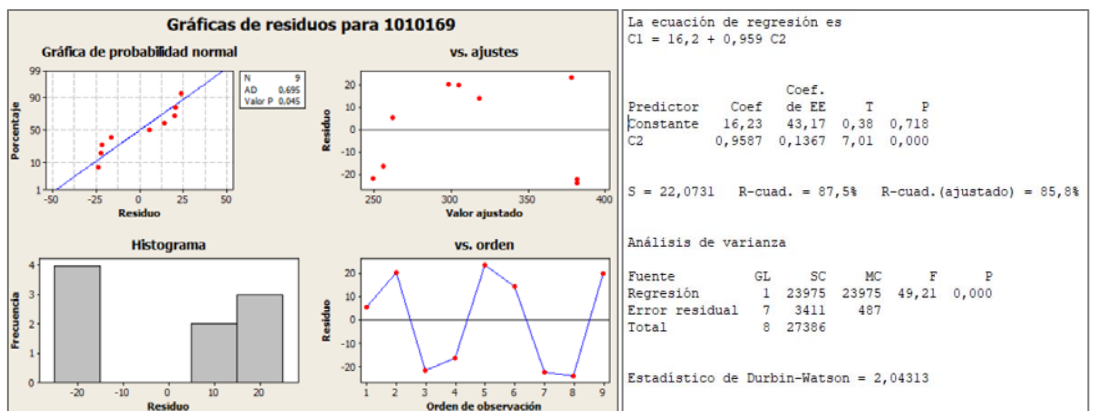 Gráficas de residuos para 1010169
Gráfica de probabilidad normal
99
90
50
10
1
Porcentaje
-50 -25 0 25 50
Residuo
N 9
AD 0,695
Valor P 0,045
vs. ajustes
20
10
0
-10
-20
Residuo
250 300 350 400
Valor ajustado
Histograma
4
3
2
1
0
Frecuencia
-20 -10 0 10 20
Residuo
vs. orden
20
10
0
-10
-20
Residuo
1 2 3 4 5 6 7 8 9
Orden de observación
La ecuación de regresión es
C1 = 16,2 + 0,959 C2
Coef.
Predictor Coef de EE T P
Constante 16,23 43,17 0,38 0,718
C2 0,9587 0,1367 7,01 0,000
S = 22,0731 R-cuad. = 87,5% R-cuad.(ajustado) = 85,8%
Análisis de varianza
Fuente GL SC MC F P
Regresión 1 23975 23975 49,21 0,000
Error residual 7 3411 487
Total 8 27386
Estadístico de Durbin-Watson = 2,04313